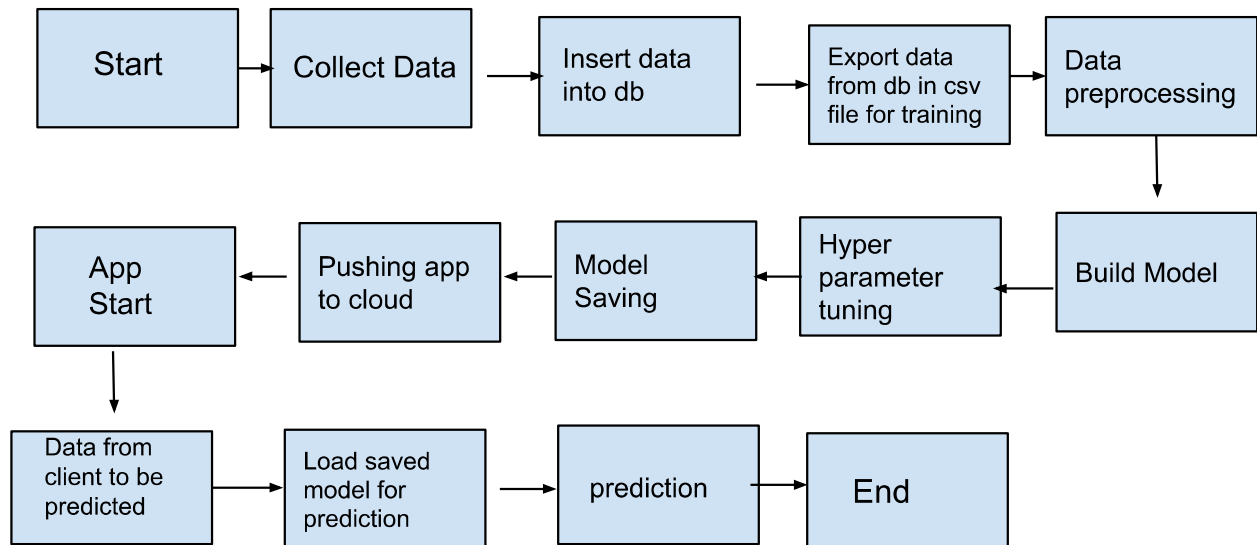 Start
Collect Data
Insert data
into db
Export data
from db in csv
file for training
Data
preprocessing
App
Start
Pushing app
to cloud
Model
Saving
Hyper
parameter
tuning
Build Model
Data from
client to be
predicted
Load saved
model for
prediction
prediction
End